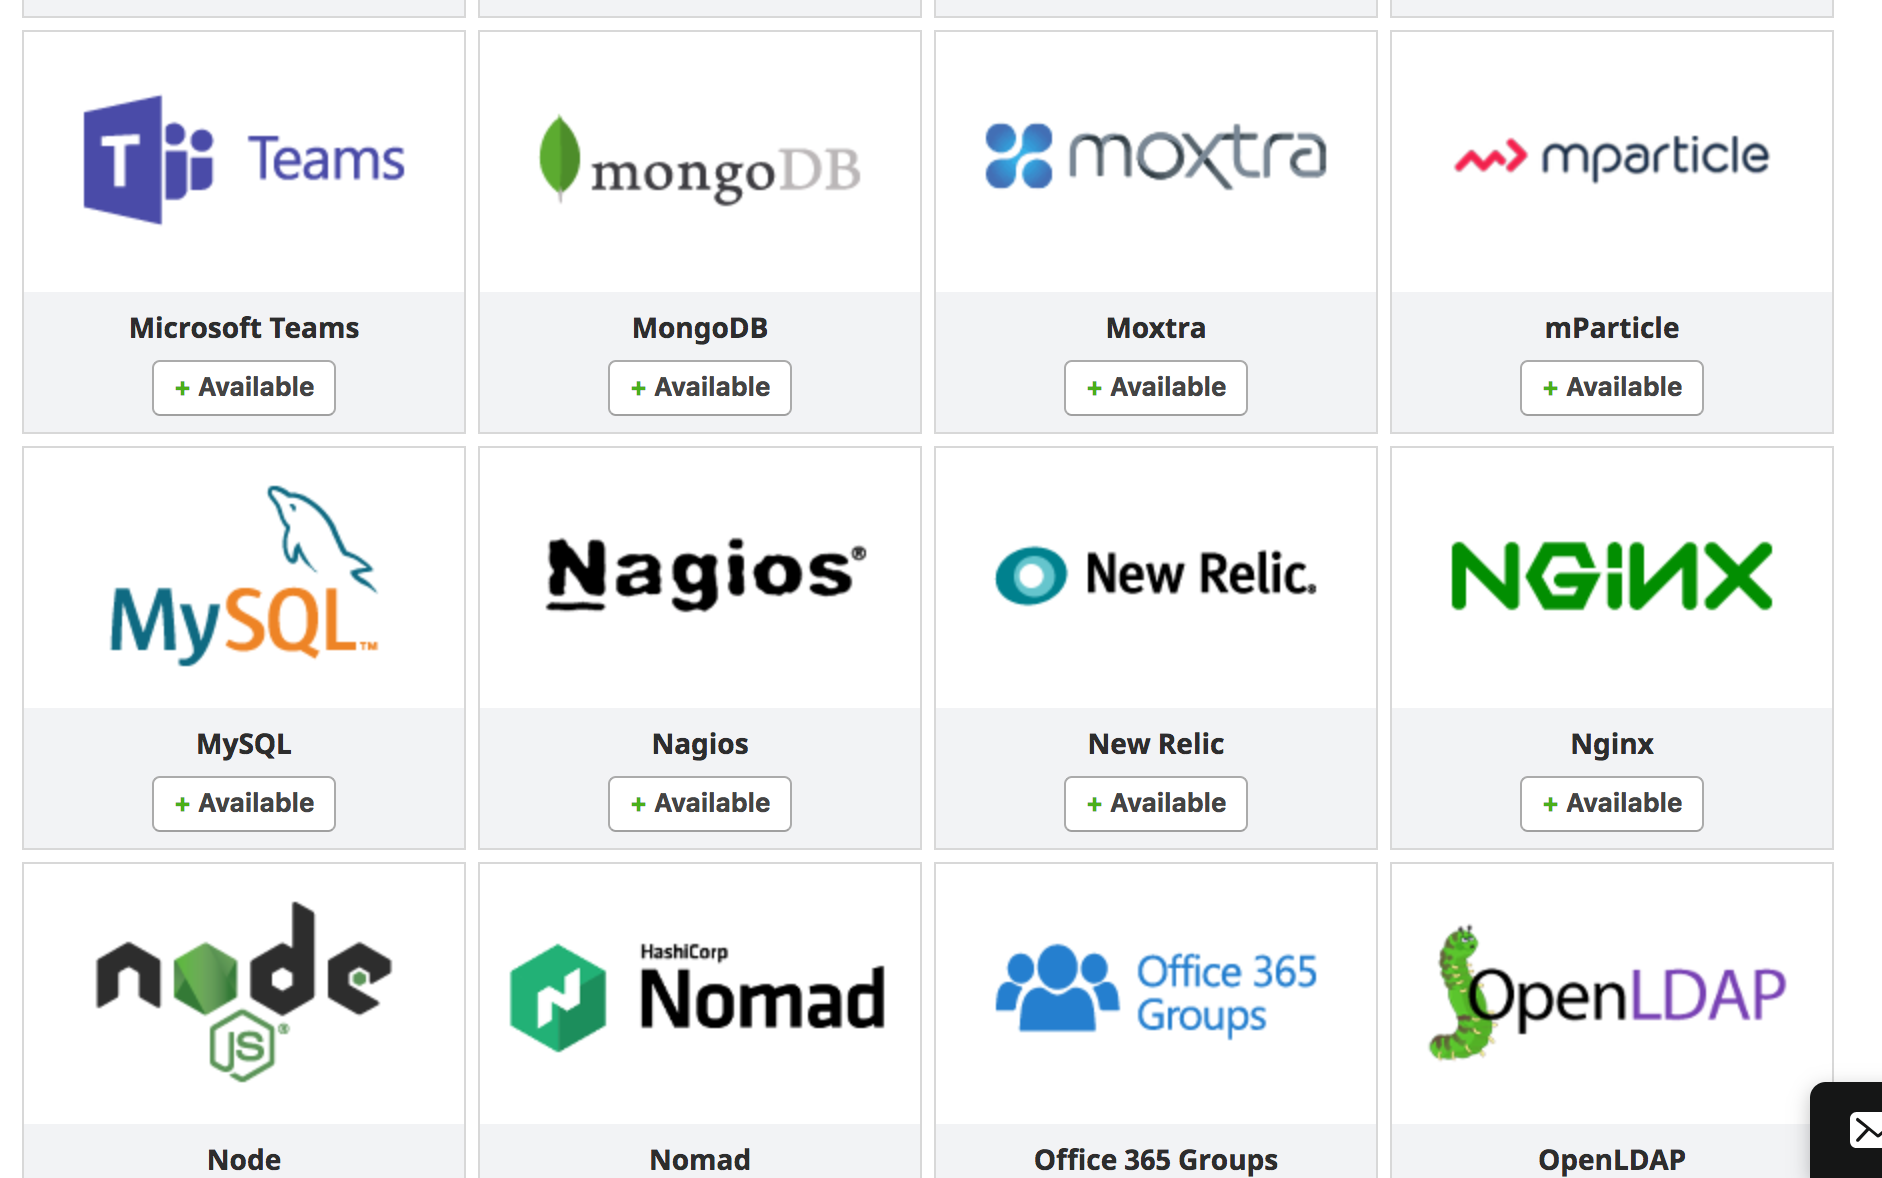 Teams
mongoDB
moxtra
mparticle
Microsoft Teams
MongoDB
Moxtra
mParticle
+ Available
+ Available
+ Available
+ Available
MySQL™
Nagios®
New Relic®
NGINX
MySQL
Nagios
New Relic
Nginx
+ Available
+ Available
+ Available
+ Available
node
JS®
HashiCorp
Nomad
Office 365
Groups
OpenLDAP
Node
Nomad
Office 365 Groups
OpenLDAP